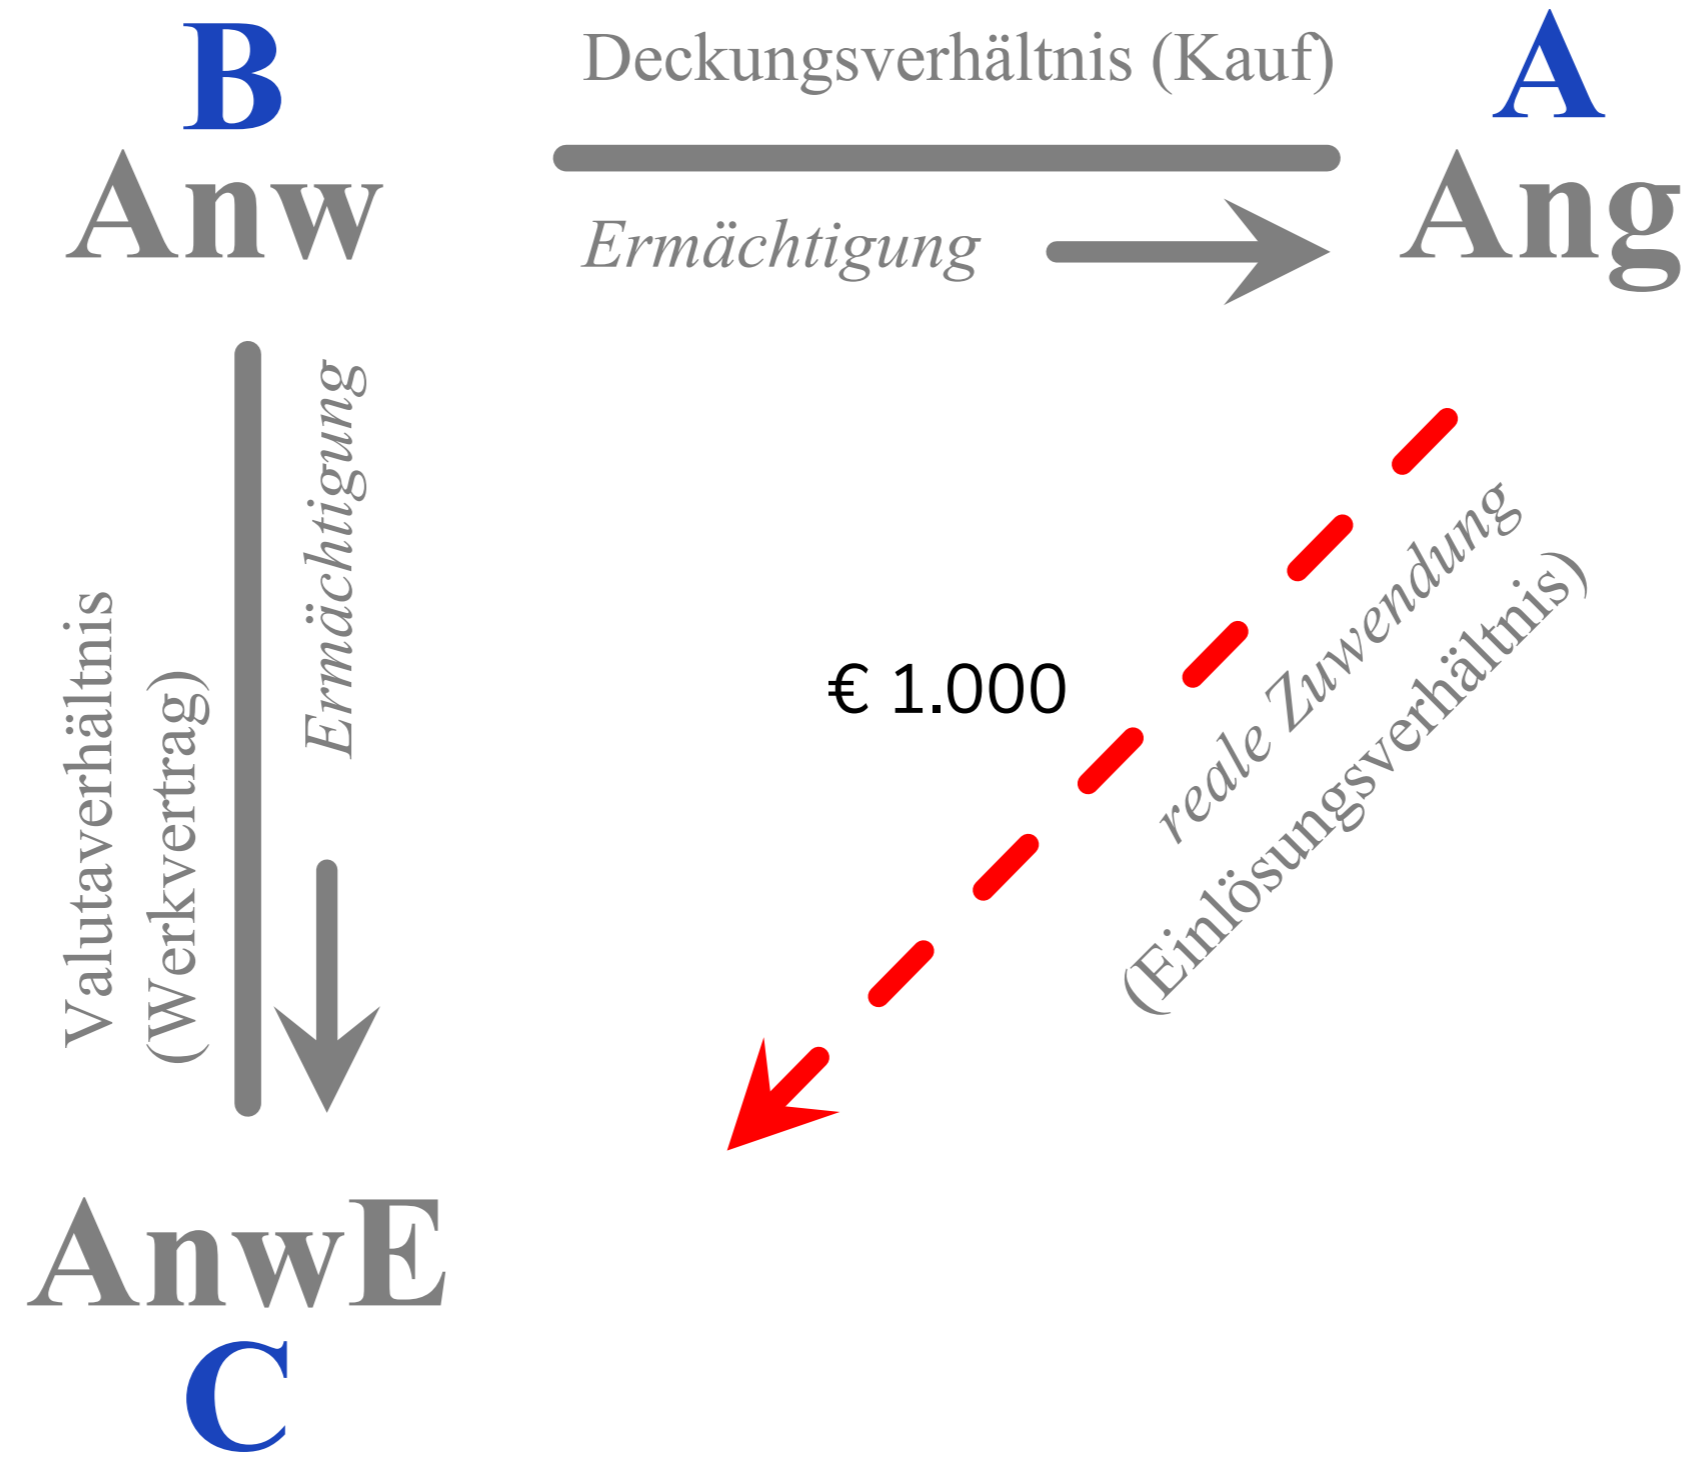 B
Anw
Deckungsverhältnis (Kauf)
Ermächtigung
A
Ang
Valutaverhältnis
(Werkvertrag)
Ermächtigung
€ 1.000
reale Zuwendung
(Einlösungsverhältnis)
AnwE
C